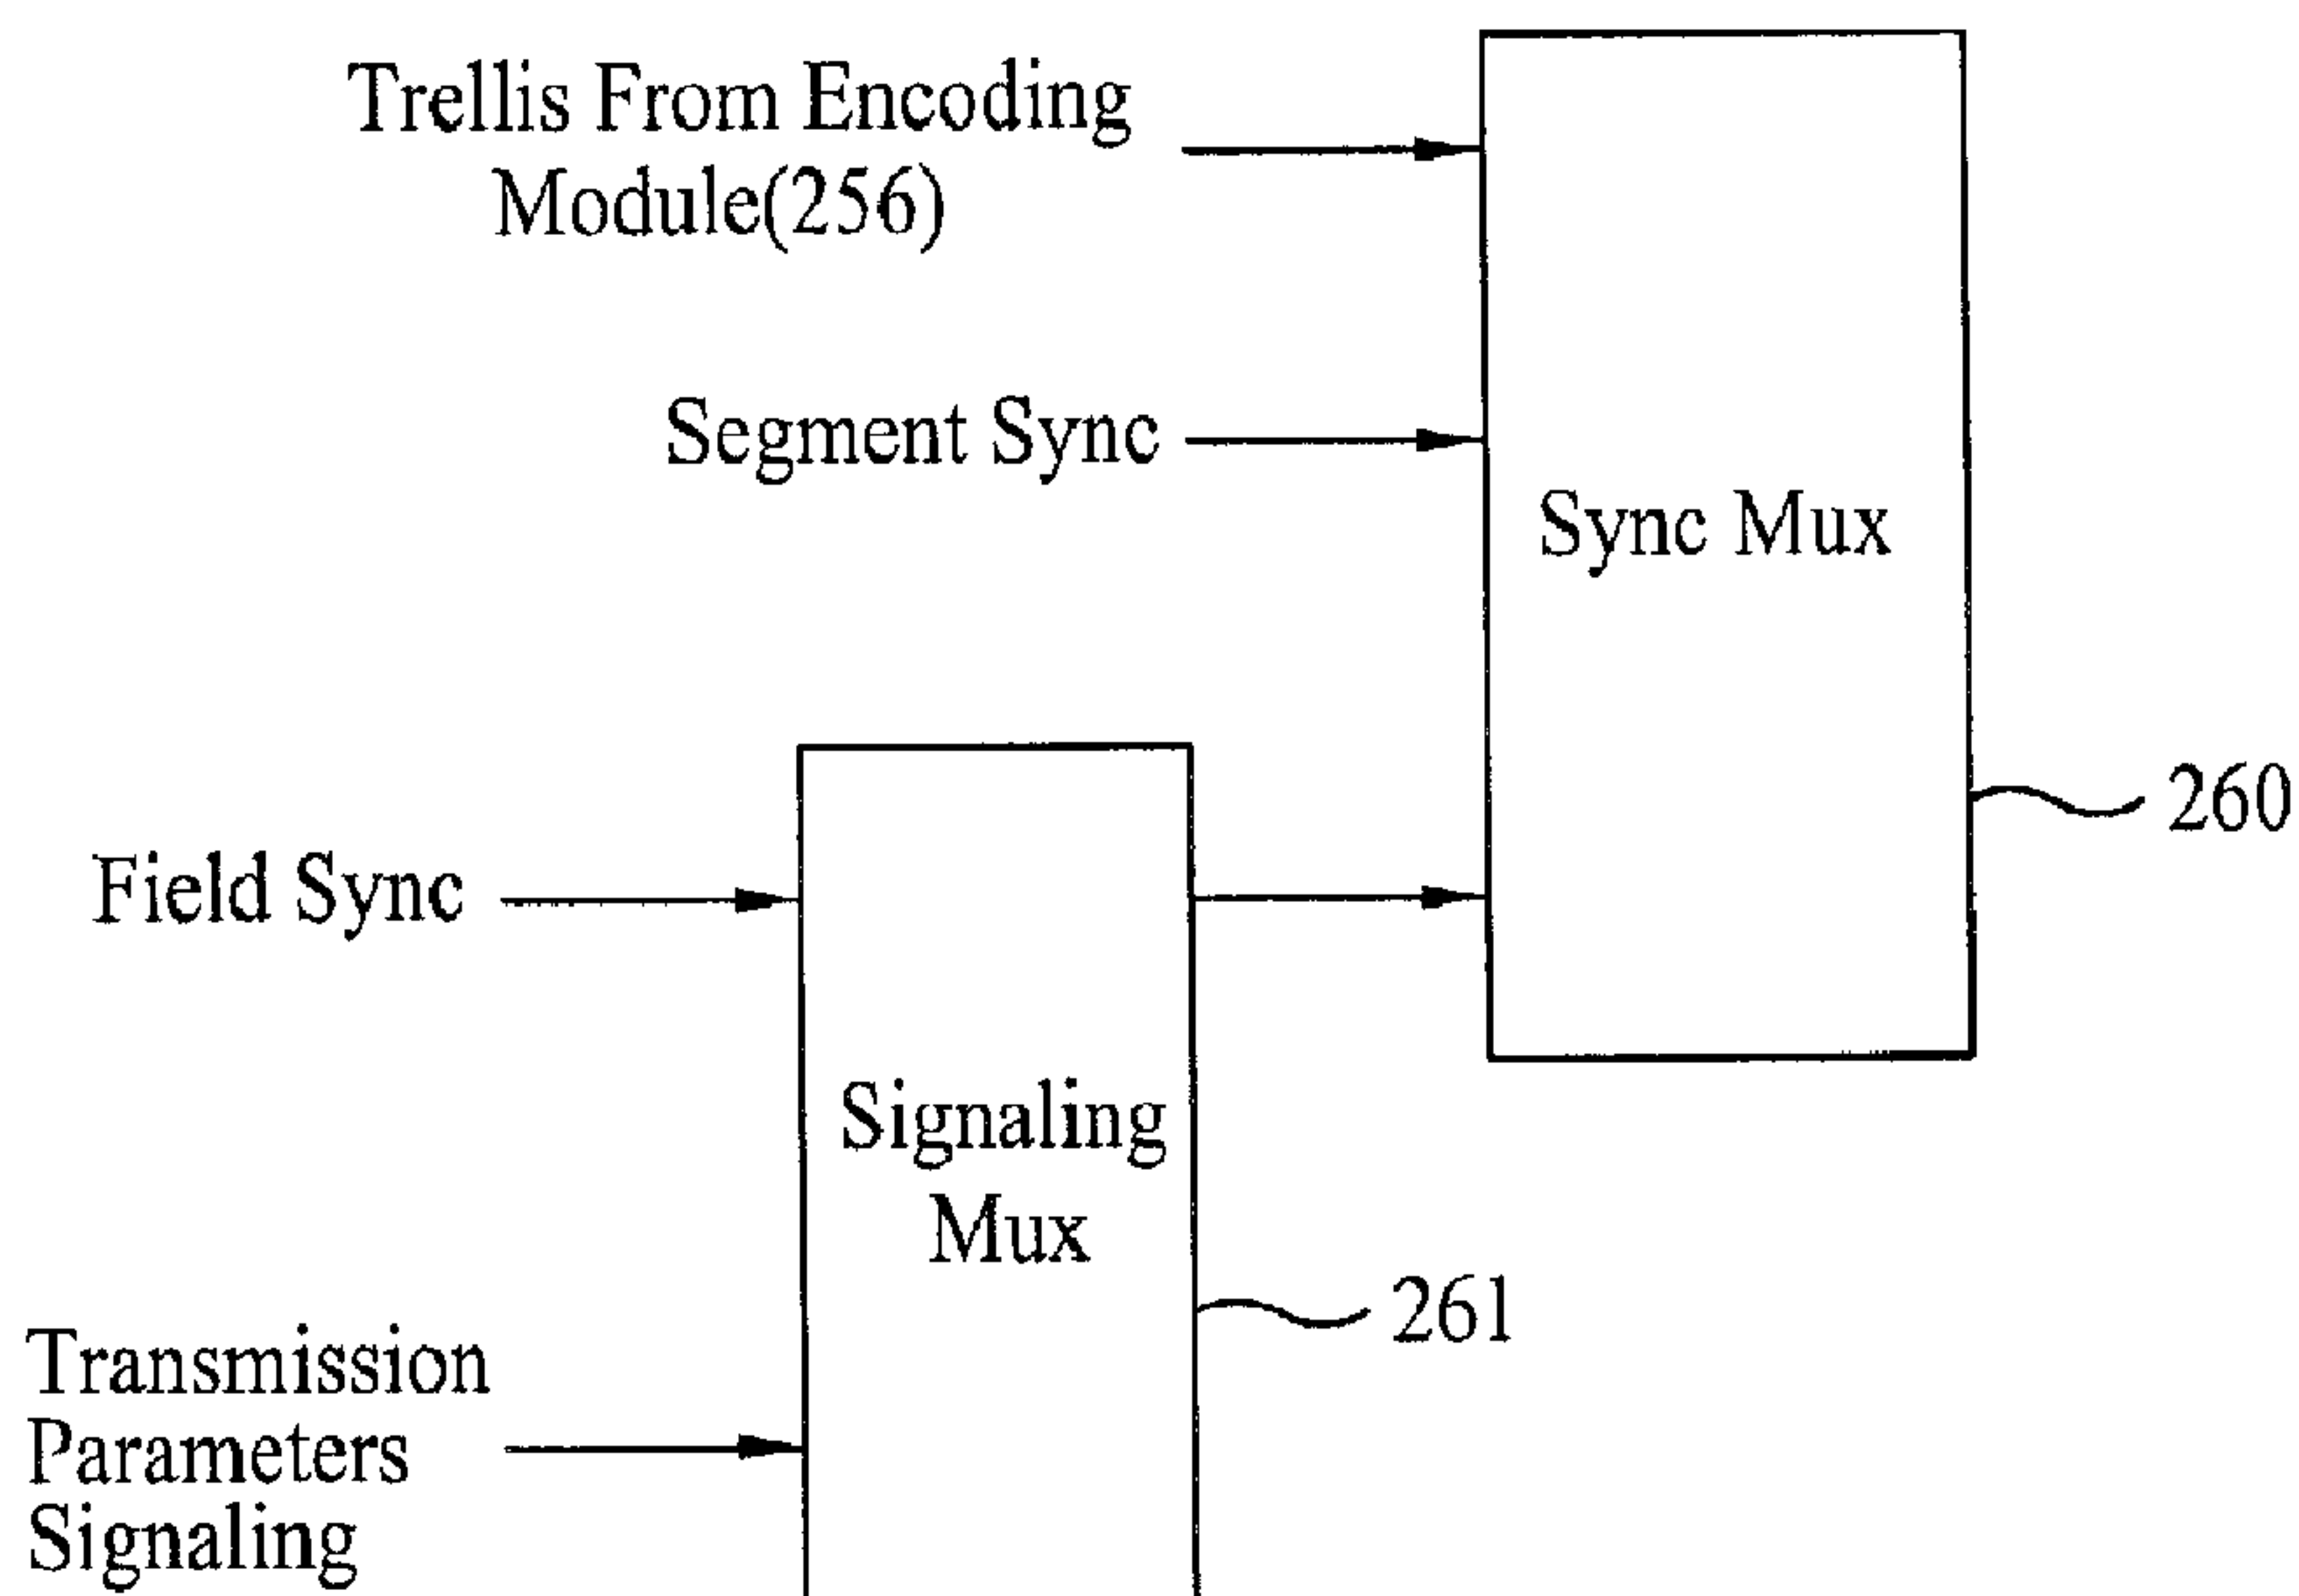 Trellis From Encoding
Module(256)
Segment Sync
Sync Mux
260
Field Sync
Signaling
Mux
261
Transmission
Parameters
Signaling